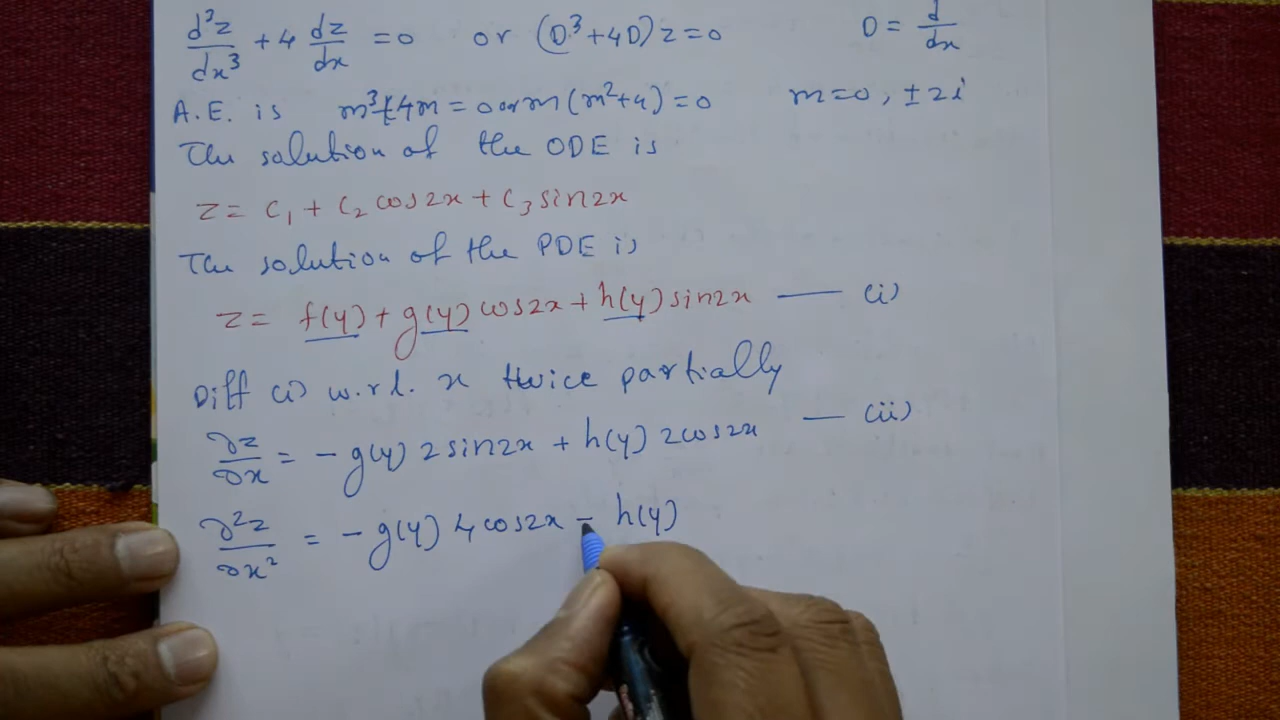 d³z/dx³ + 4 dz/dx = 0 or (D³+4D)z=0 D = d/dx
A.E. is m³+4m = 0 or m(m²+4)=0 m=0, ±2i
The solution of the ODE is
z = c₁ + c₂ cos2x + c₃ sin2x
The solution of the PDE is
z = f(y) + g(y) cos2x + h(y) sin2x — (i)
Diff (i) w.r.t. x twice partially
∂z/∂x = -g(y) 2 sin2x + h(y) 2cos2x — (ii)
∂²z/∂x² = -g(y) 4 cos2x - h(y)